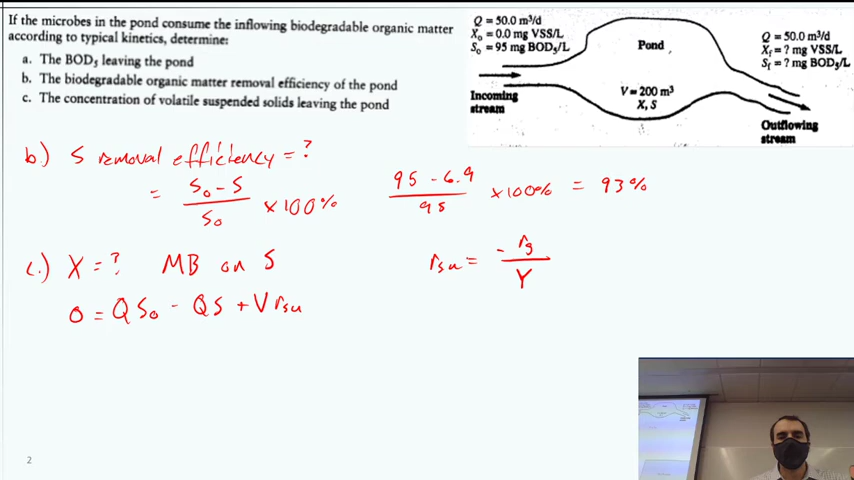 If the microbes in the pond consume the inflowing biodegradable organic matter
according to typical kinetics, determine:
a. The BOD₅ leaving the pond
b. The biodegradable organic matter removal efficiency of the pond
c. The concentration of volatile suspended solids leaving the pond
Q = 50.0 m³/d
X₀ = 0.0 mg VSS/L
S₀ = 95 mg BOD₅/L
Pond
Q = 50.0 m³/d
Xf = ? mg VSS/L
Sf = ? mg BOD₅/L
Incoming
stream
V = 200 m³
X, S
Outflowing
stream
b.) S removal efficiency = ?
= (S₀ - S)/S₀ × 100% (95 - 6.9)/95 × 100% = 93%
c.) X = ? MB on S rsu = - rg/Y
0 = QS₀ - QS + V rsu
2